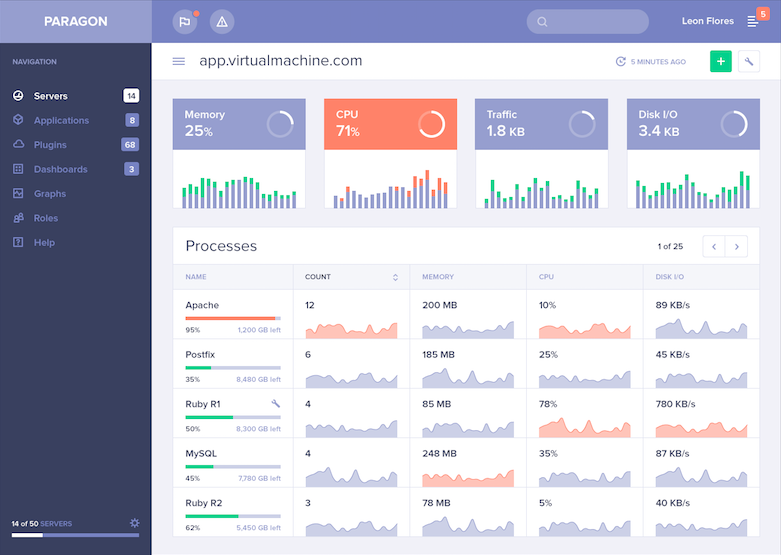 PARAGON
Leon Flores
5
NAVIGATION
Servers 14
Applications 8
Plugins 68
Dashboards 3
Graphs
Roles
Help
14 of 50 SERVERS
app.virtualmachine.com
5 MINUTES AGO
Memory
25%
CPU
71%
Traffic
1.8 KB
Disk I/O
3.4 KB
Processes
1 of 25
NAME COUNT MEMORY CPU DISK I/O
Apache 12 200 MB 10% 89 KB/s
95% 1,200 GB left
Postfix 6 185 MB 25% 45 KB/s
35% 8,480 GB left
Ruby R1 4 85 MB 78% 780 KB/s
50% 8,300 GB left
MySQL 4 248 MB 35% 87 KB/s
45% 7,780 GB left
Ruby R2 3 78 MB 5% 40 KB/s
62% 5,450 GB left